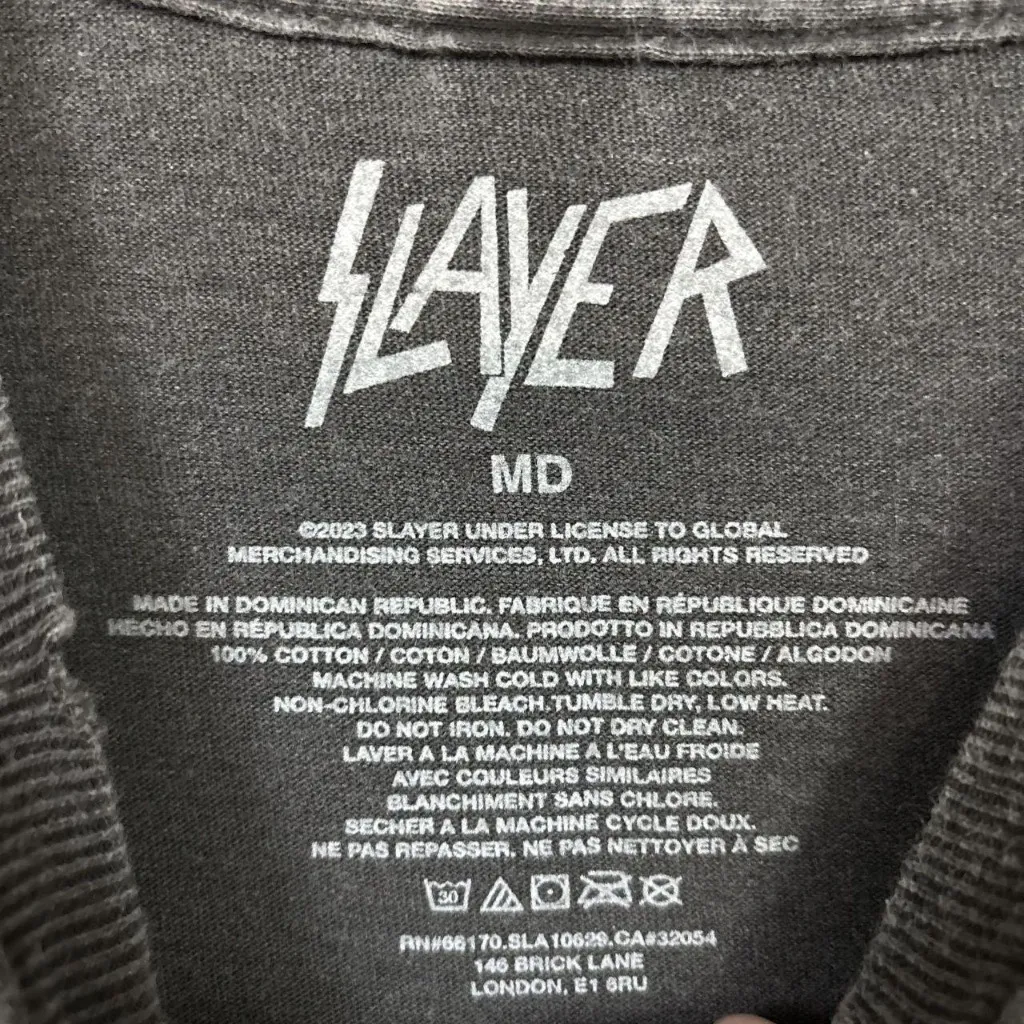 SLAYER
MD
©2023 SLAYER UNDER LICENSE TO GLOBAL
MERCHANDISING SERVICES, LTD. ALL RIGHTS RESERVED
MADE IN DOMINICAN REPUBLIC. FABRIQUE EN RÉPUBLIQUE DOMINICAINE
HECHO EN RÉPUBLICA DOMINICANA. PRODOTTO IN REPUBBLICA DOMINICANA
100% COTTON / COTON / BAUMWOLLE / COTONE / ALGODON
MACHINE WASH COLD WITH LIKE COLORS.
NON-CHLORINE BLEACH.TUMBLE DRY, LOW HEAT.
DO NOT IRON. DO NOT DRY CLEAN.
LAVER A LA MACHINE À L'EAU FROIDE
AVEC COULEURS SIMILAIRES
BLANCHIMENT SANS CHLORE.
SECHER A LA MACHINE CYCLE DOUX.
NE PAS REPASSER. NE PAS NETTOYER À SEC
30
RN#66170.SLA10629.CA#32054
146 BRICK LANE
LONDON, E1 6RU